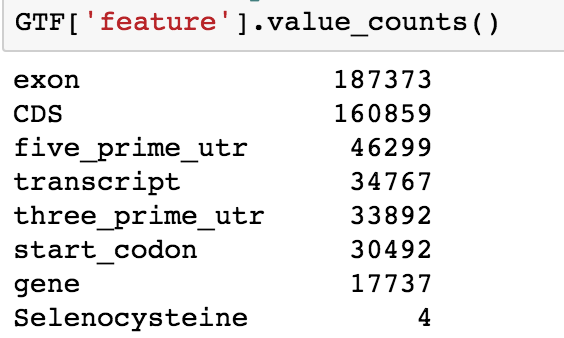 GTF['feature'].value_counts()
exon 187373
CDS 160859
five_prime_utr 46299
transcript 34767
three_prime_utr 33892
start_codon 30492
gene 17737
Selenocysteine 4